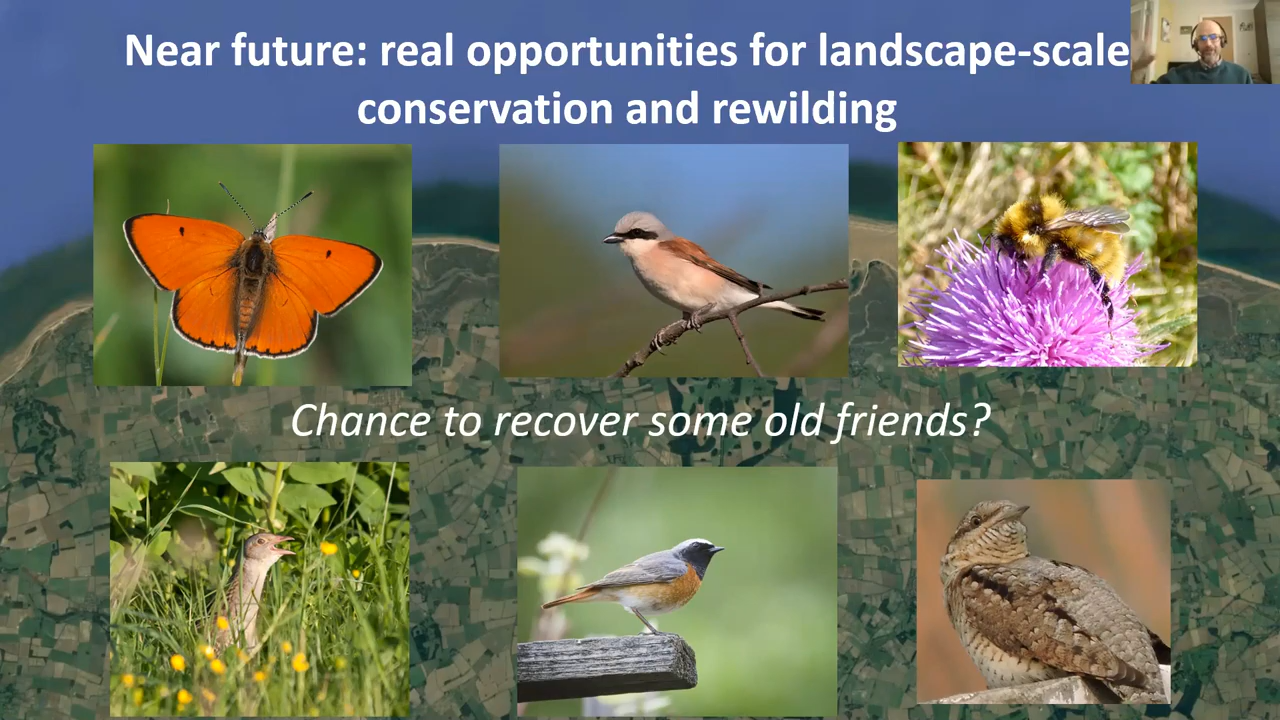 Near future: real opportunities for landscape-scale
conservation and rewilding
Chance to recover some old friends?